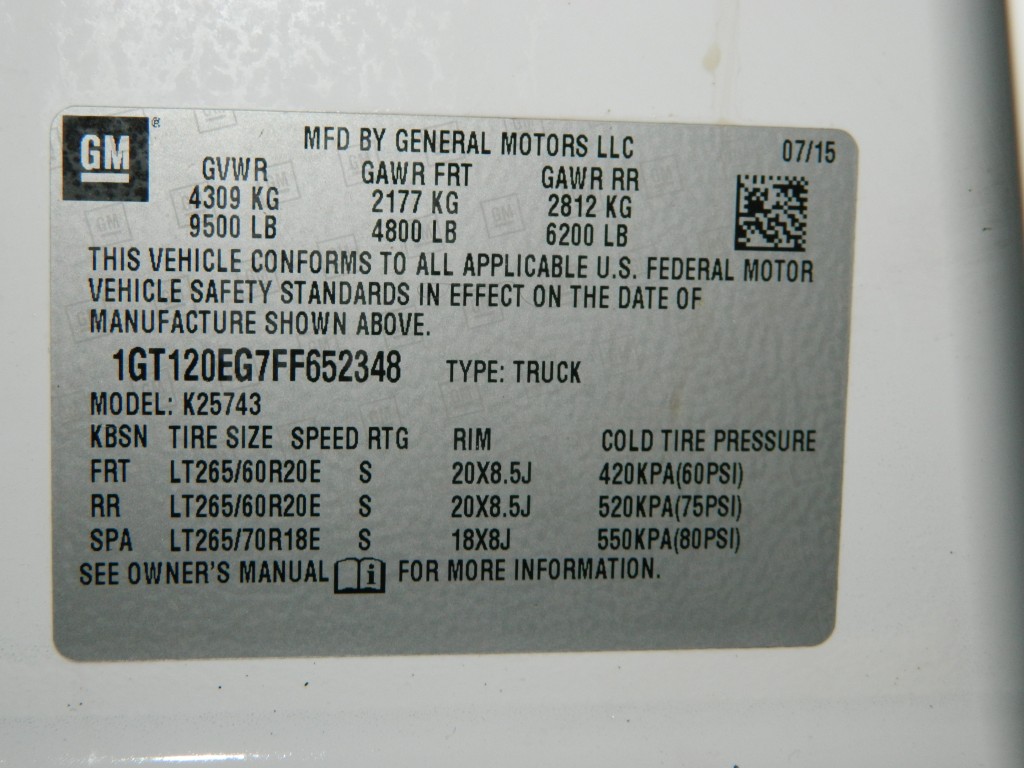 GM ®
MFD BY GENERAL MOTORS LLC 07/15
GVWR GAWR FRT GAWR RR
4309 KG 2177 KG 2812 KG
9500 LB 4800 LB 6200 LB
THIS VEHICLE CONFORMS TO ALL APPLICABLE U.S. FEDERAL MOTOR
VEHICLE SAFETY STANDARDS IN EFFECT ON THE DATE OF
MANUFACTURE SHOWN ABOVE.
1GT120EG7FF652348 TYPE: TRUCK
MODEL: K25743
KBSN TIRE SIZE SPEED RTG RIM COLD TIRE PRESSURE
FRT LT265/60R20E S 20X8.5J 420KPA(60PSI)
RR LT265/60R20E S 20X8.5J 520KPA(75PSI)
SPA LT265/70R18E S 18X8J 550KPA(80PSI)
SEE OWNER'S MANUAL i FOR MORE INFORMATION.